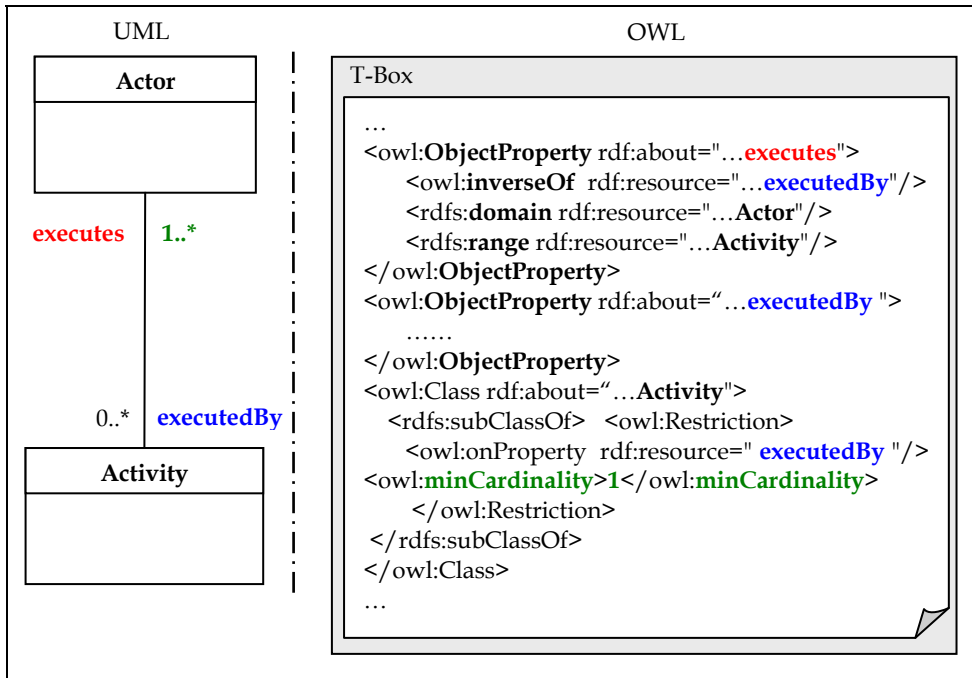 UML
Actor
executes 1..*
0..* executedBy
Activity
OWL
T-Box
…
<owl:ObjectProperty rdf:about="…executes">
<owl:inverseOf rdf:resource="…executedBy"/>
<rdfs:domain rdf:resource="…Actor"/>
<rdfs:range rdf:resource="…Activity"/>
</owl:ObjectProperty>
<owl:ObjectProperty rdf:about=“…executedBy ">
……
</owl:ObjectProperty>
<owl:Class rdf:about=“…Activity">
<rdfs:subClassOf> <owl:Restriction>
<owl:onProperty rdf:resource=" executedBy "/>
<owl:minCardinality>1</owl:minCardinality>
</owl:Restriction>
</rdfs:subClassOf>
</owl:Class>
…